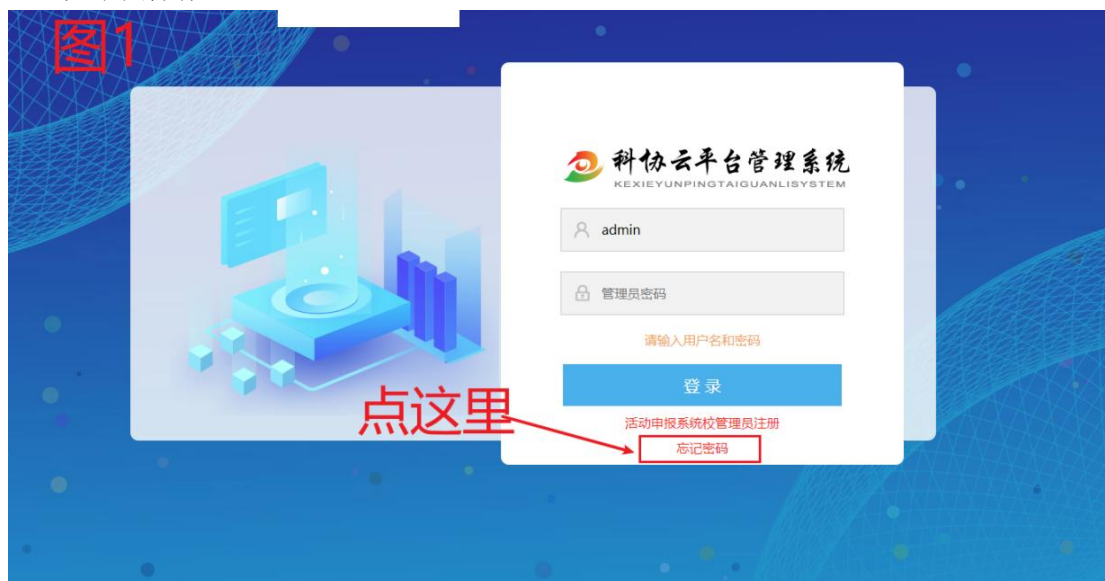 图1
科协云平台管理系统
KEXIEYUNPINGTAIGUANLISYSTEM
admin
管理员密码
请输入用户名和密码
登录
点这里
活动申报系统校管理员注册
忘记密码